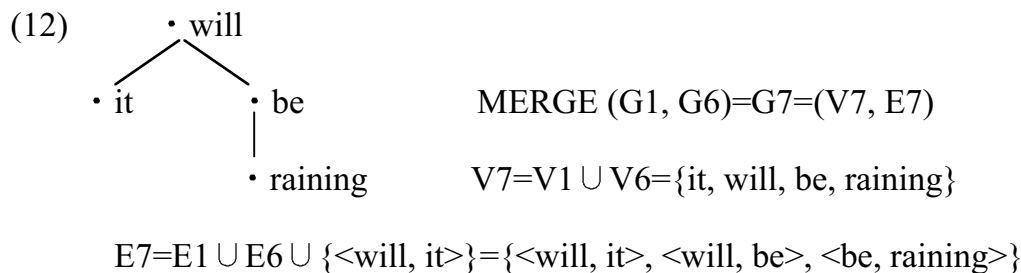 (12) · will
· it · be MERGE (G1, G6)=G7=(V7, E7)
· raining V7=V1 ∪ V6={it, will, be, raining}
E7=E1 ∪ E6 ∪ {<will, it>}={<will, it>, <will, be>, <be, raining>}